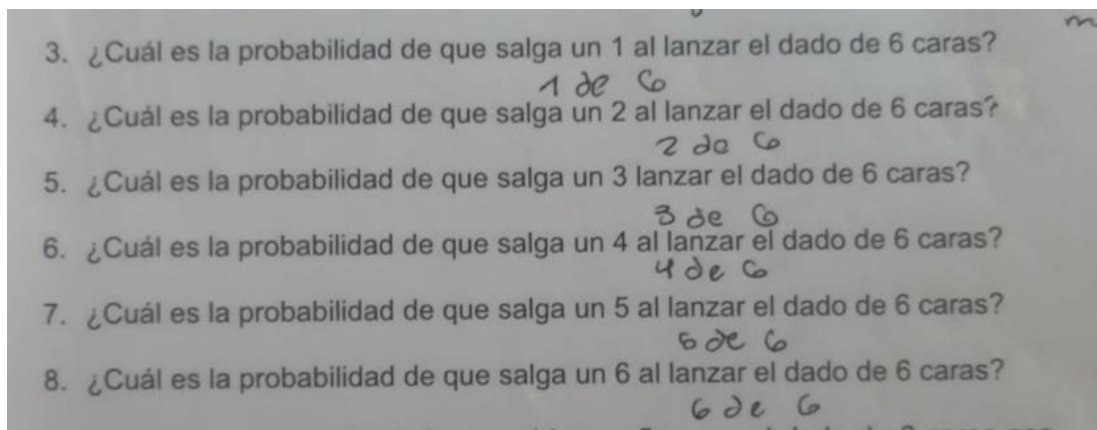 3. ¿Cuál es la probabilidad de que salga un 1 al lanzar el dado de 6 caras?
1 de 6
4. ¿Cuál es la probabilidad de que salga un 2 al lanzar el dado de 6 caras?
2 de 6
5. ¿Cuál es la probabilidad de que salga un 3 lanzar el dado de 6 caras?
3 de 6
6. ¿Cuál es la probabilidad de que salga un 4 al lanzar el dado de 6 caras?
4 de 6
7. ¿Cuál es la probabilidad de que salga un 5 al lanzar el dado de 6 caras?
5 de 6
8. ¿Cuál es la probabilidad de que salga un 6 al lanzar el dado de 6 caras?
6 de 6